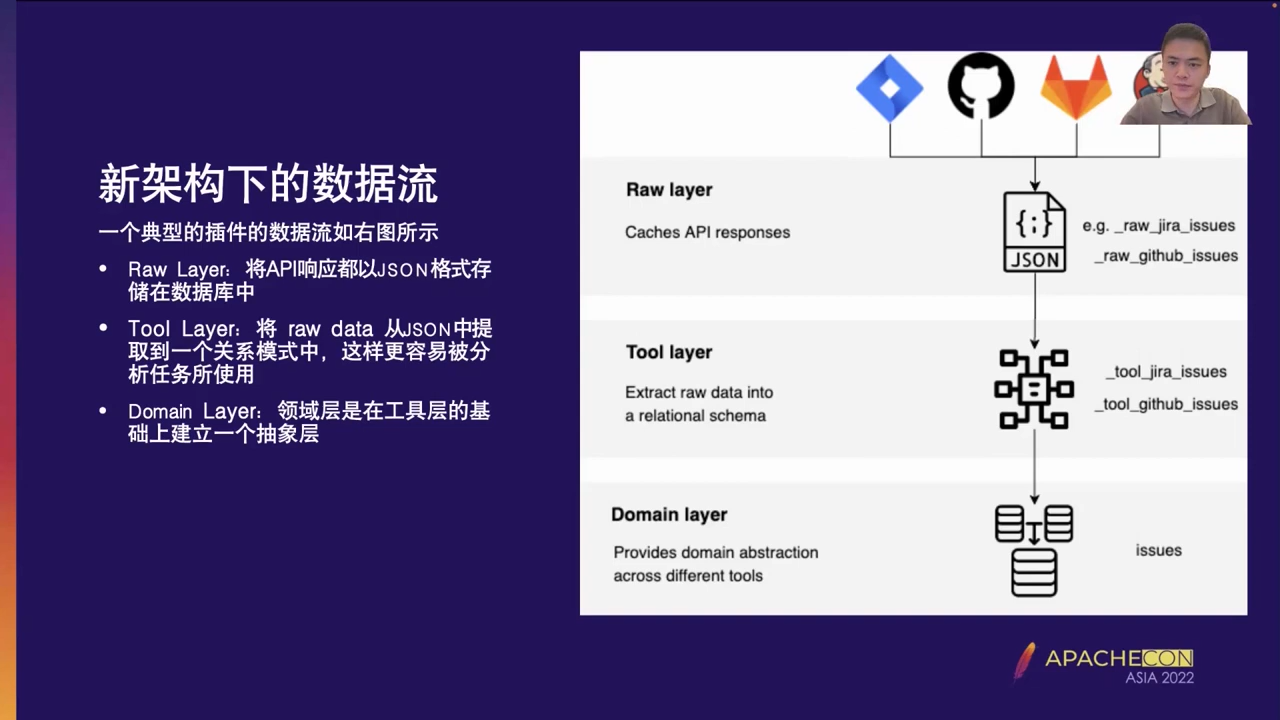 新架构下的数据流
一个典型的插件的数据流如右图所示
• Raw Layer：将API响应都以JSON格式存
储在数据库中
• Tool Layer：将 raw data 从JSON中提
取到一个关系模式中，这样更容易被分
析任务所使用
• Domain Layer：领域层是在工具层的基
础上建立一个抽象层
Raw layer
Caches API responses
{;}
JSON
e.g. _raw_jira_issues
_raw_github_issues
Tool layer
Extract raw data into
a relational schema
_tool_jira_issues
_tool_github_issues
Domain layer
Provides domain abstraction
across different tools
issues
APACHECON
ASIA 2022